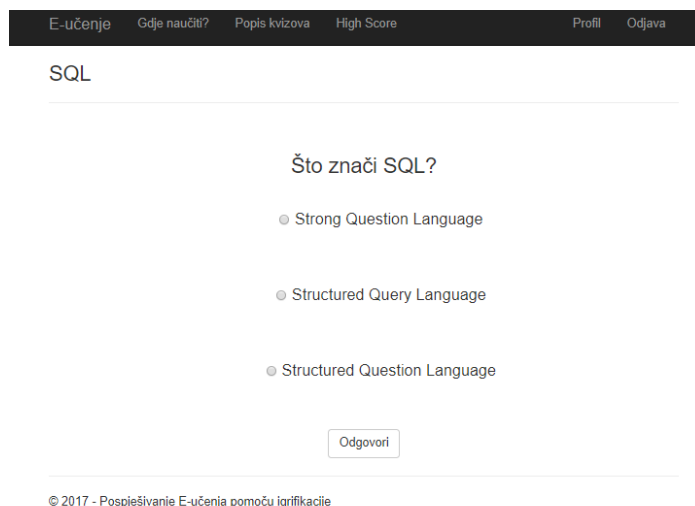 E-učenje Gdje naučiti? Popis kvizova High Score Profil Odjava
SQL
Što znači SQL?
Strong Question Language
Structured Query Language
Structured Question Language
Odgovori
© 2017 - Pospješivanje E-učenja pomoću igrifikacije